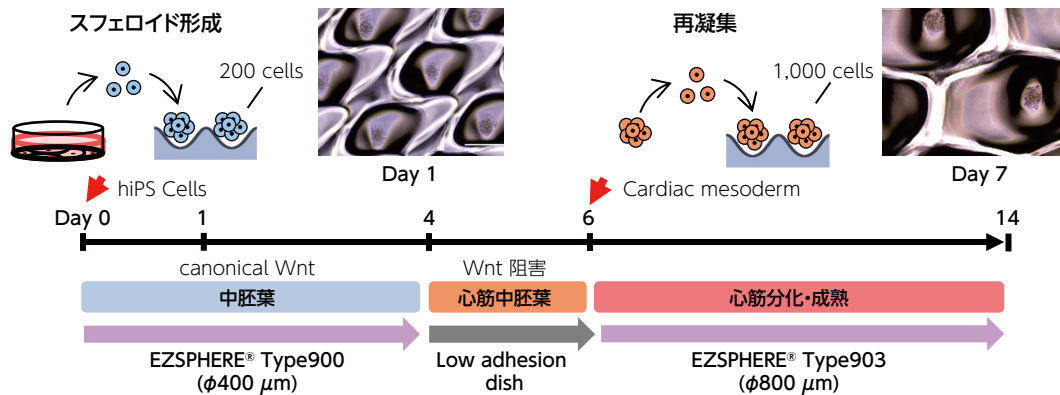 スフェロイド形成
200 cells
Day 1
再凝集
1,000 cells
Day 7
hiPS Cells
Cardiac mesoderm
Day 0
1
4
6
14
canonical Wnt
Wnt 阻害
中胚葉
心筋中胚葉
心筋分化・成熟
EZSPHERE® Type900
(φ400 μm)
Low adhesion
dish
EZSPHERE® Type903
(φ800 μm)